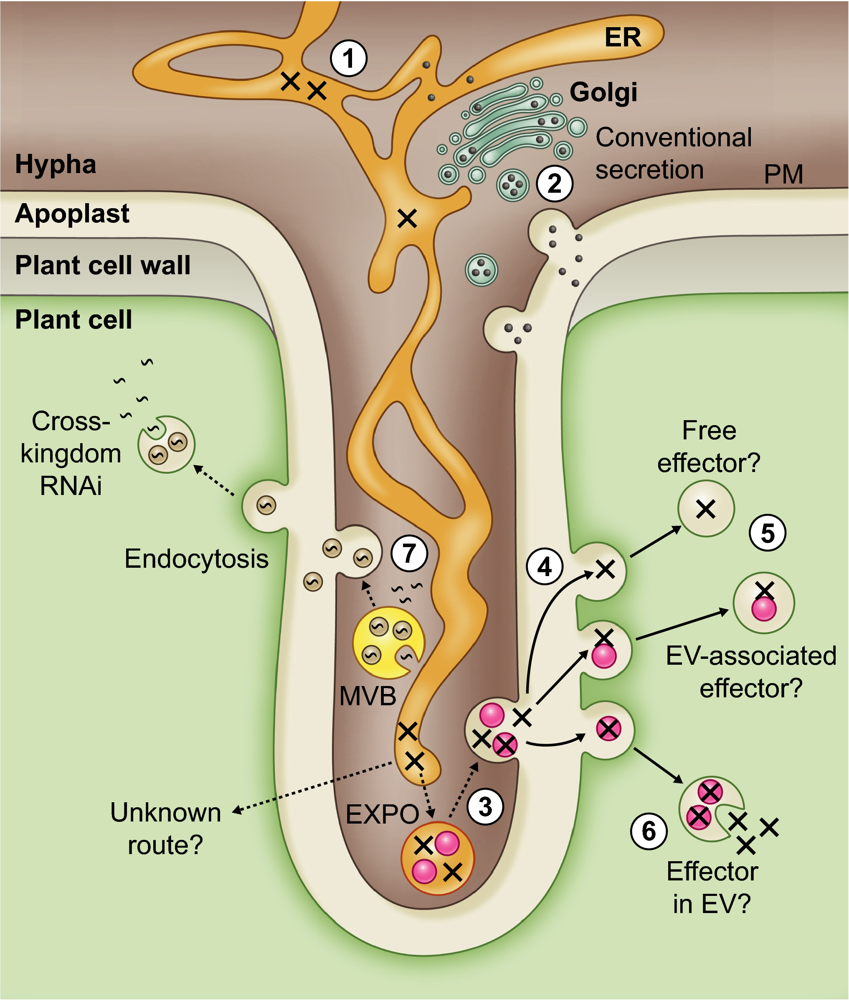 1
ER
Golgi
Conventional
secretion
2
PM
Hypha
Apoplast
Plant cell wall
Plant cell
Cross-
kingdom
RNAi
Free
effector?
5
4
7
Endocytosis
EV-associated
effector?
MVB
Unknown
route?
EXPO
3
6
Effector
in EV?